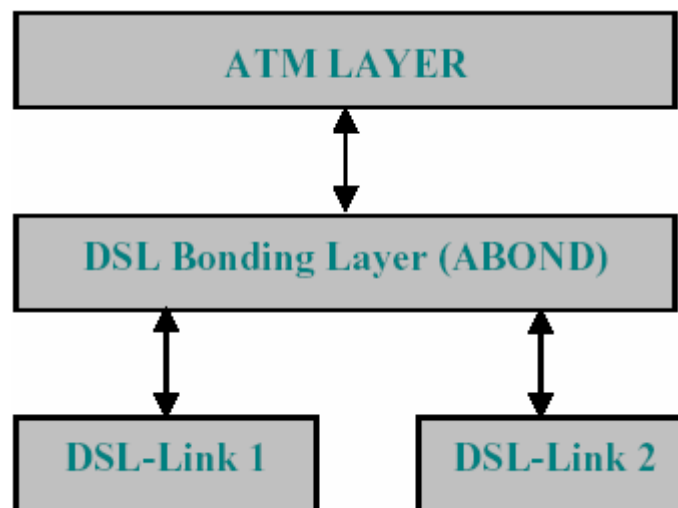 ATM LAYER
DSL Bonding Layer (ABOND)
DSL-Link 1
DSL-Link 2